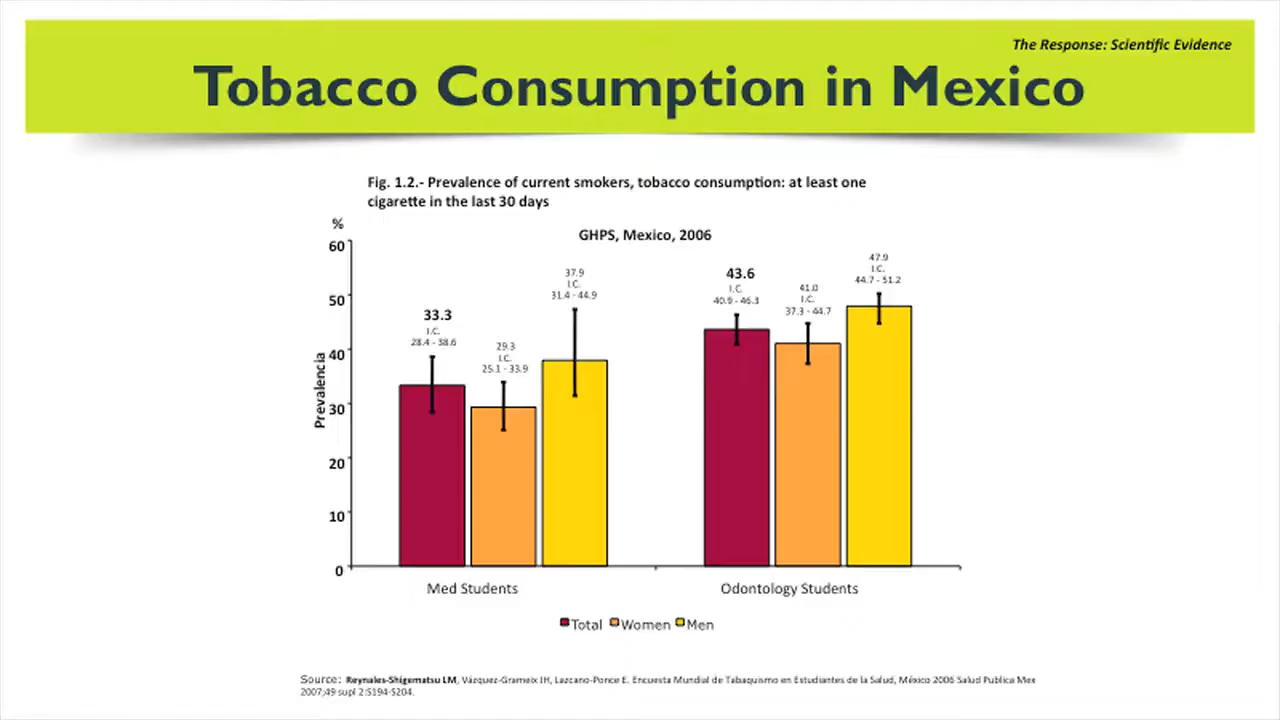 The Response: Scientific Evidence
Tobacco Consumption in Mexico
Fig. 1.2.- Prevalence of current smokers, tobacco consumption: at least one
cigarette in the last 30 days
%
GHPS, Mexico, 2006
60
50
40
30
20
10
0
Prevalencia
33.3
I.C.
28.4 - 38.6
29.3
I.C.
25.1 - 33.9
37.9
I.C.
31.4 - 44.9
43.6
I.C.
40.9 - 46.3
41.0
I.C.
37.3 - 44.7
47.9
I.C.
44.7 - 51.2
Med Students
Odontology Students
Total Women Men
Source: Reynales-Shigematsu LM, Vázquez-Grameix JH, Lazcano-Ponce E. Encuesta Mundial de Tabaquismo en Estudiantes de la Salud, México 2006 Salud Publica Mex
2007;49 supl 2:S194-S204.